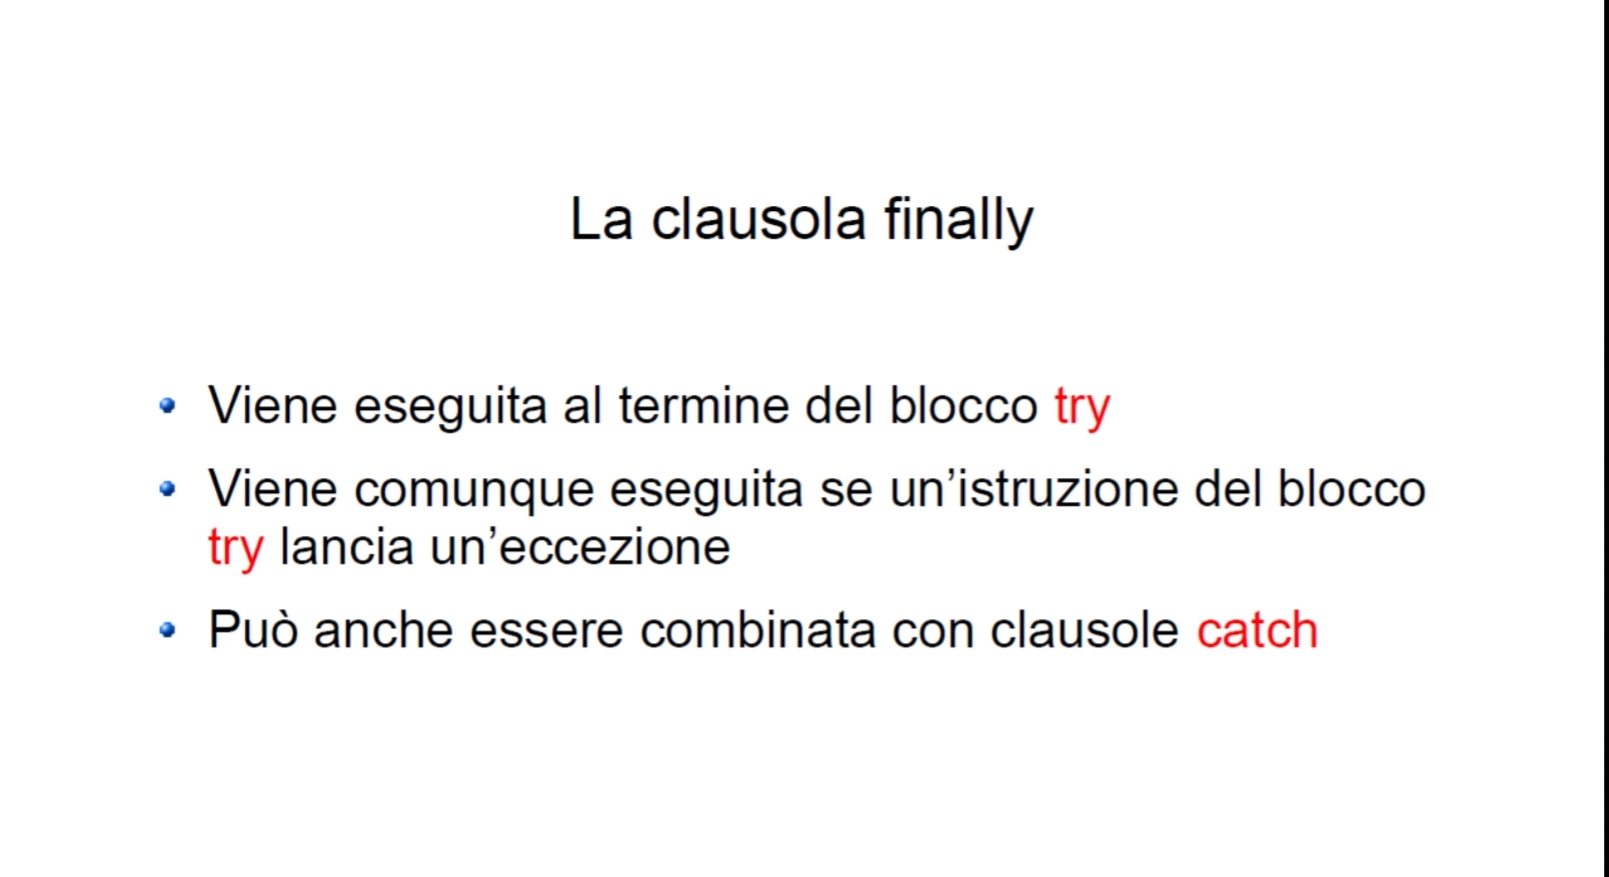 La clausola finally
Viene eseguita al termine del blocco try
Viene comunque eseguita se un’istruzione del blocco
try lancia un’eccezione
Può anche essere combinata con clausole catch